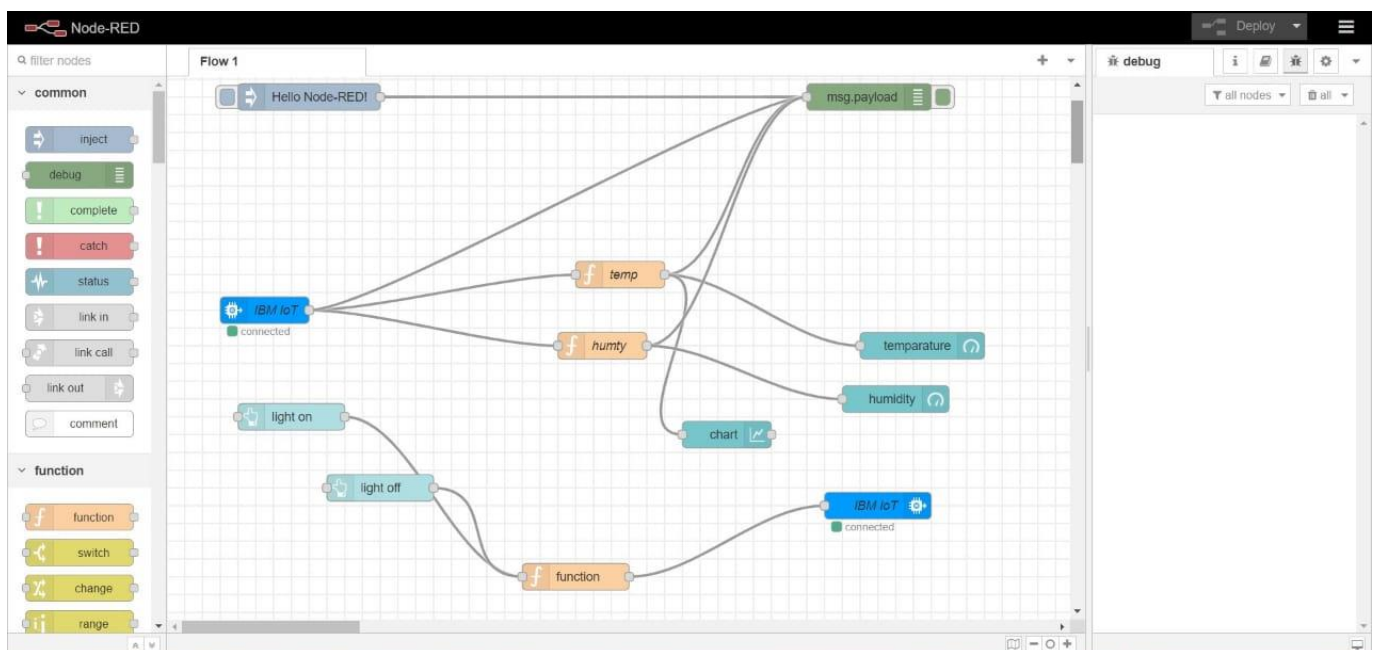 Node-RED
Deploy
filter nodes
Flow 1
debug
i
all nodes
all
common
inject
debug
complete
catch
status
link in
link call
link out
comment
function
function
switch
change
range
Hello Node-RED!
msg.payload
temp
IBM IoT
connected
humty
temparature
humidity
light on
chart
light off
IBM IoT
connected
function